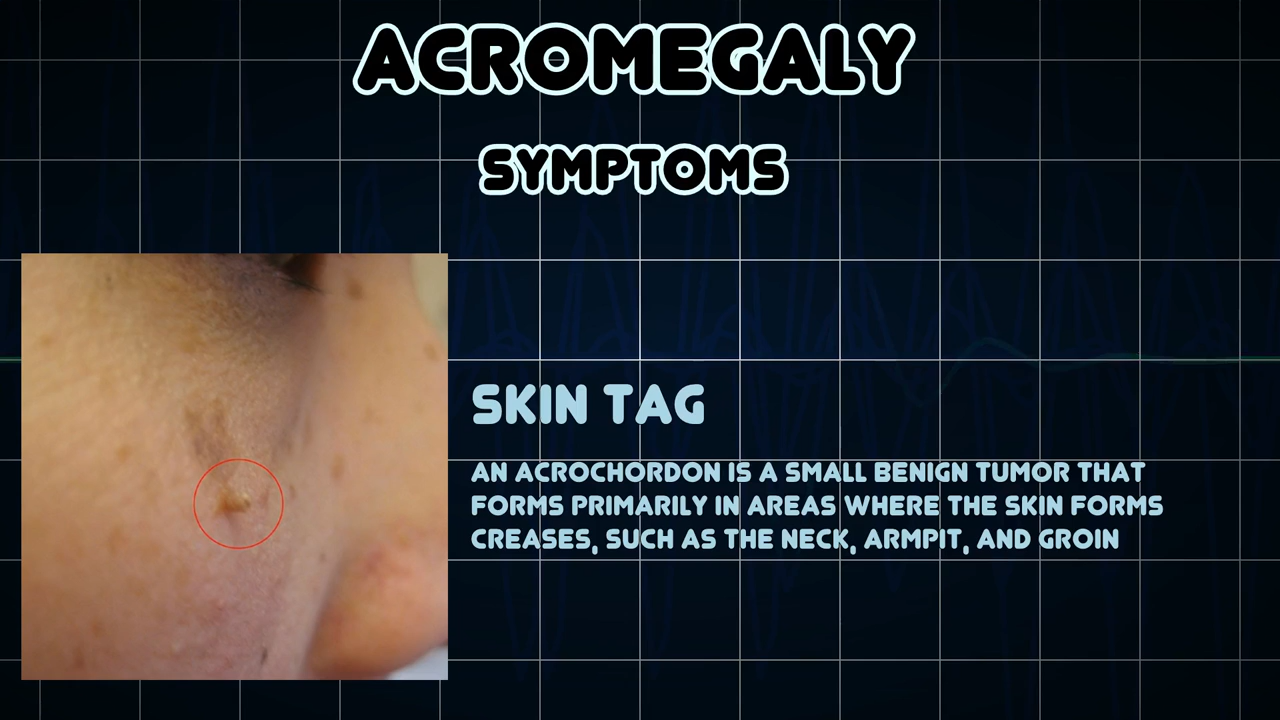 ACROMEGALY
SYMPTOMS
SKIN TAG
AN ACROCHORDON IS A SMALL BENIGN TUMOR THAT
FORMS PRIMARILY IN AREAS WHERE THE SKIN FORMS
CREASES, SUCH AS THE NECK, ARMPIT, AND GROIN